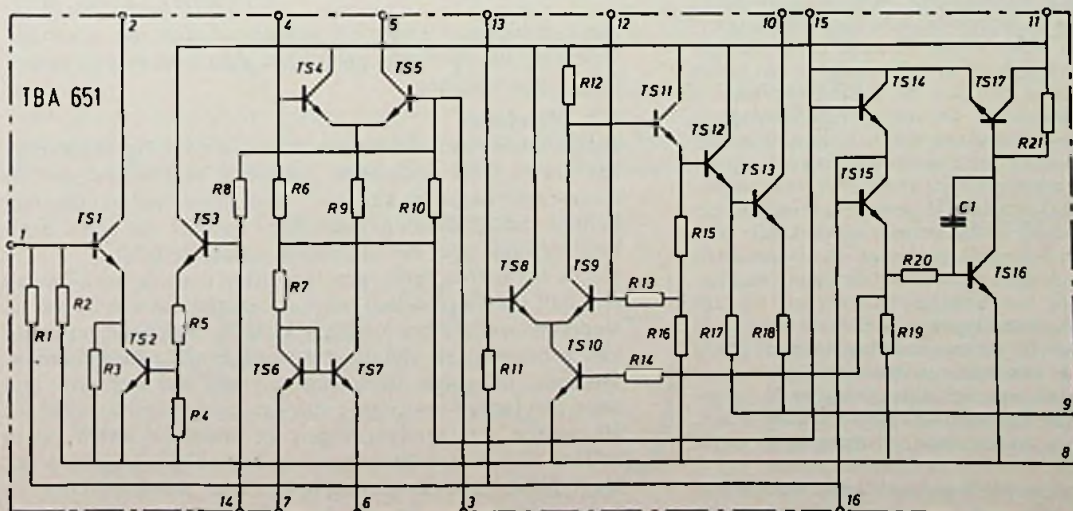 2 4 5 13 12 10 15 11
TBA 651
TS4 TS5 R12 TS11 TS14 TS17
TS12 R21
TS13 TS15
R8 R6 R9 R10 C1
TS1 TS3 R15
1
TS8 TS9 R20 TS16
R7 R13
R1 R2 R5 R16 R17 R18 R19
R3 TS2 TS6 TS7 R11 TS10 R14
R4 9
8
14 7 6 3 16